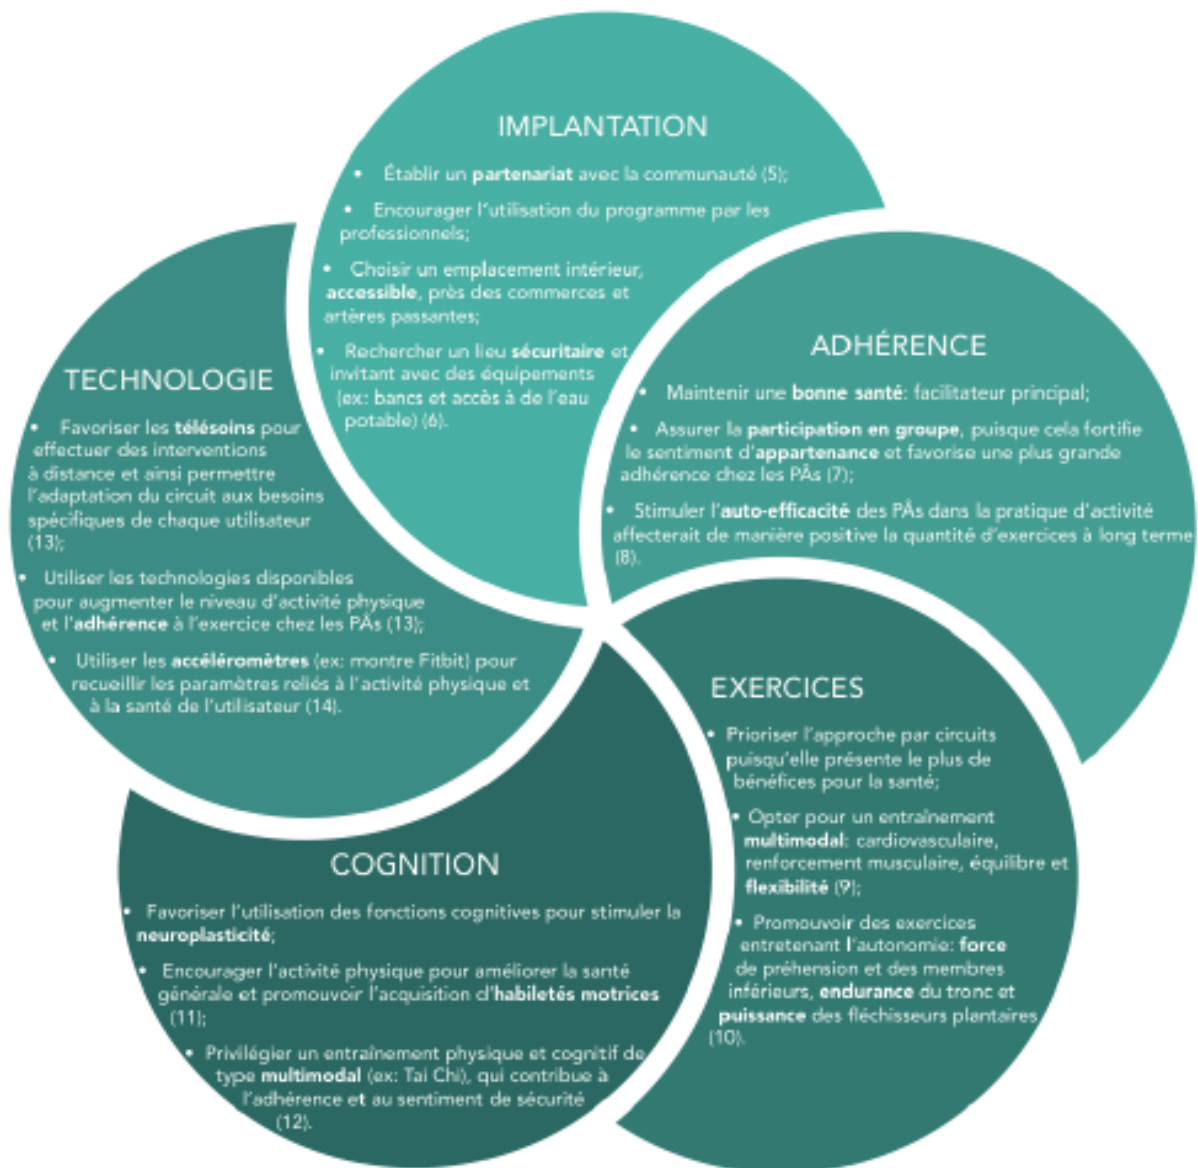 IMPLANTATION
• Établir un partenariat avec la communauté (5);
• Encourager l'utilisation du programme par les
professionnels;
• Choisir un emplacement intérieur,
accessible, près des commerces et
artères passantes;
• Rechercher un lieu sécuritaire et
invitant avec des équipements
(ex: bancs et accès à de l'eau
potable) (6).
ADHÉRENCE
• Maintenir une bonne santé: facilitateur principal;
• Assurer la participation en groupe, puisque cela fortifie
le sentiment d'appartenance et favorise une plus grande
adhérence chez les PÂs (7);
• Stimuler l'auto-efficacité des PÂs dans la pratique d'activité
affecterait de manière positive la quantité d'exercices à long terme
(8).
EXERCICES
• Prioriser l'approche par circuits
puisqu'elle présente le plus de
bénéfices pour la santé;
• Opter pour un entraînement
multimodal: cardiovasculaire,
renforcement musculaire, équilibre et
flexibilité (9);
• Promouvoir des exercices
entretenant l'autonomie: force
de préhension et des membres
inférieurs, endurance du tronc et
puissance des fléchisseurs plantaires
(10).
COGNITION
• Favoriser l'utilisation des fonctions cognitives pour stimuler la
neuroplasticité;
• Encourager l'activité physique pour améliorer la santé
générale et promouvoir l'acquisition d'habiletés motrices
(11);
• Privilégier un entraînement physique et cognitif de
type multimodal (ex: Tai Chi), qui contribue à
l'adhérence et au sentiment de sécurité
(12).
TECHNOLOGIE
• Favoriser les télésoins pour
effectuer des interventions
à distance et ainsi permettre
l'adaptation du circuit aux besoins
spécifiques de chaque utilisateur
(13);
• Utiliser les technologies disponibles
pour augmenter le niveau d'activité physique
et l'adhérence à l'exercice chez les PÂs (13);
• Utiliser les accéléromètres (ex: montre Fitbit) pour
recueillir les paramètres reliés à l'activité physique et
à la santé de l'utilisateur (14).